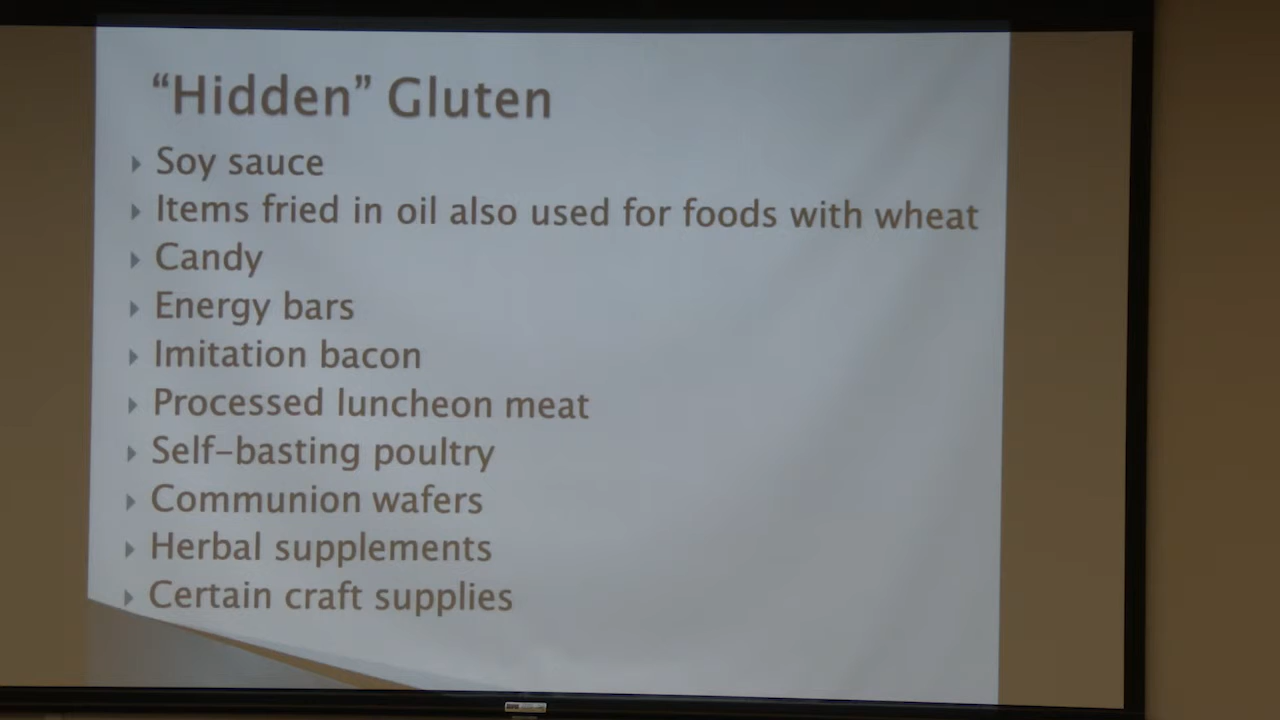 “Hidden” Gluten
Soy sauce
Items fried in oil also used for foods with wheat
Candy
Energy bars
Imitation bacon
Processed luncheon meat
Self-basting poultry
Communion wafers
Herbal supplements
Certain craft supplies